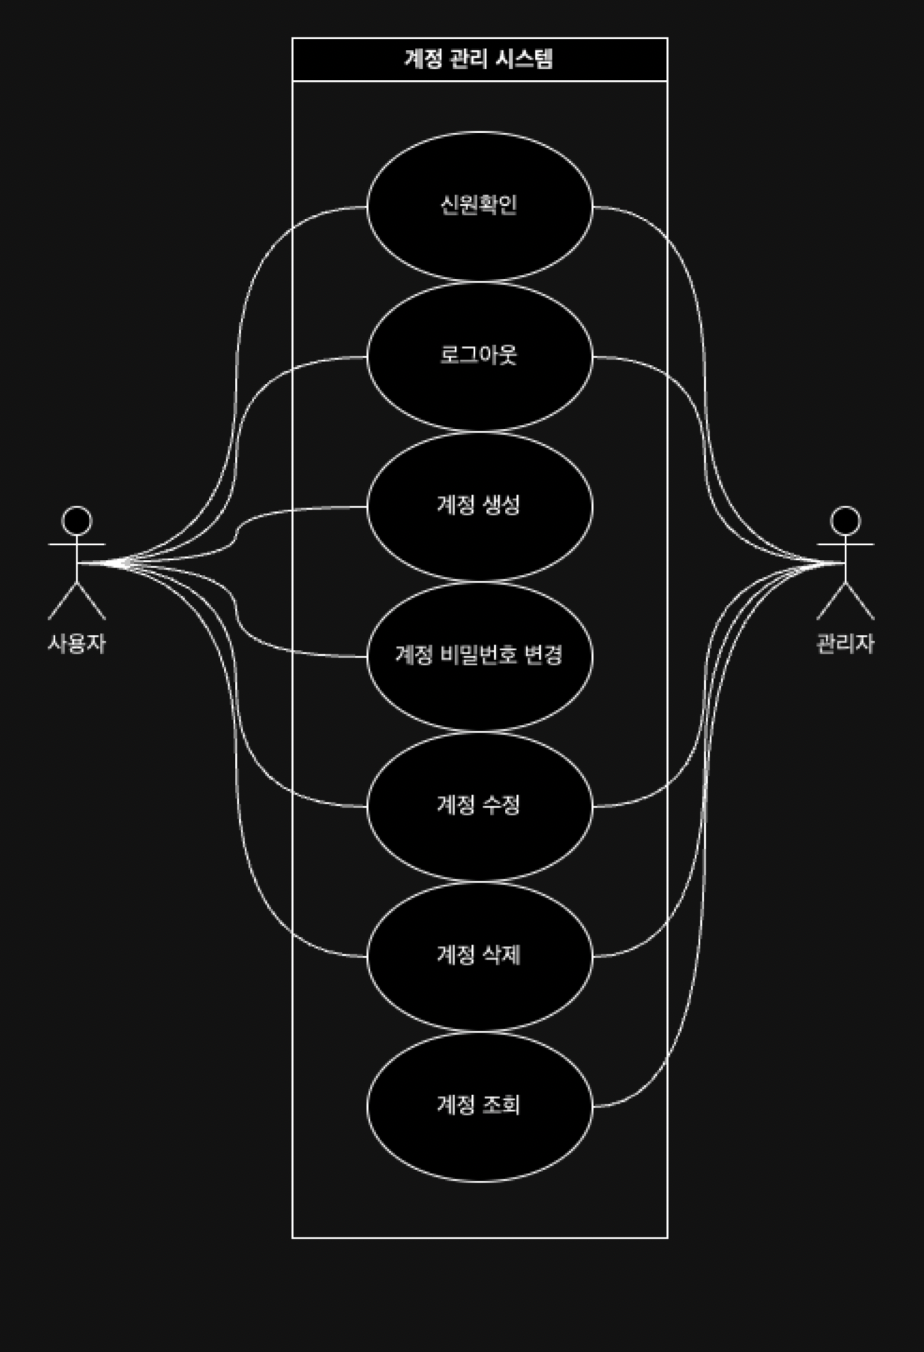 계정 관리 시스템
신원확인
로그아웃
계정 생성
계정 비밀번호 변경
사용자
관리자
계정 수정
계정 삭제
계정 조회